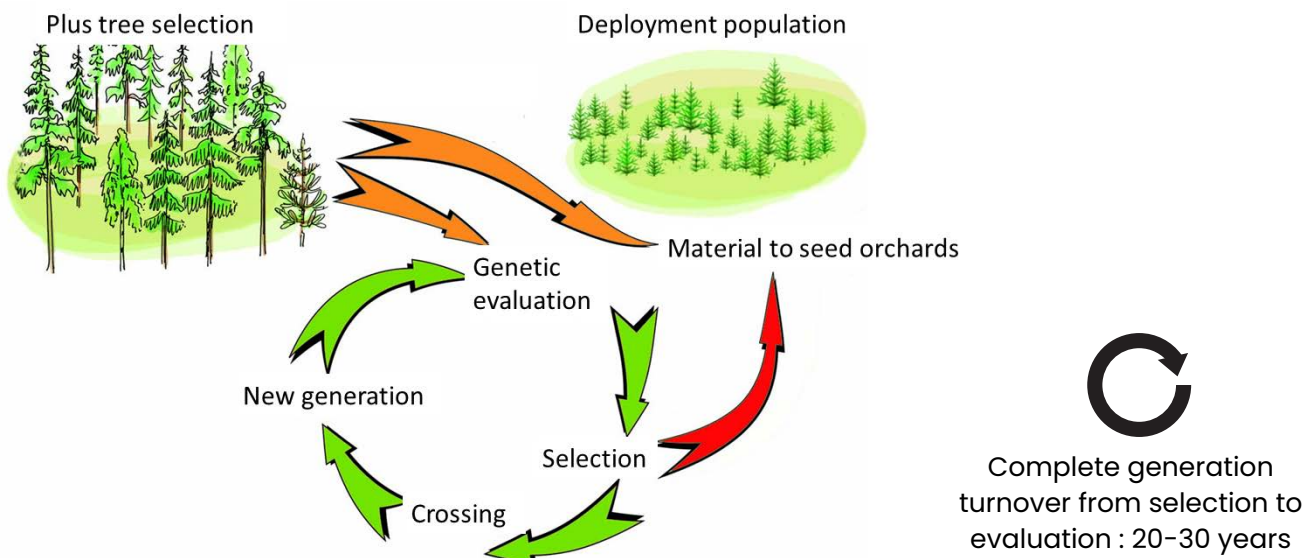 Plus tree selection
Deployment population
Material to seed orchards
Genetic
evaluation
New generation
Selection
Crossing
Complete generation
turnover from selection to
evaluation : 20-30 years